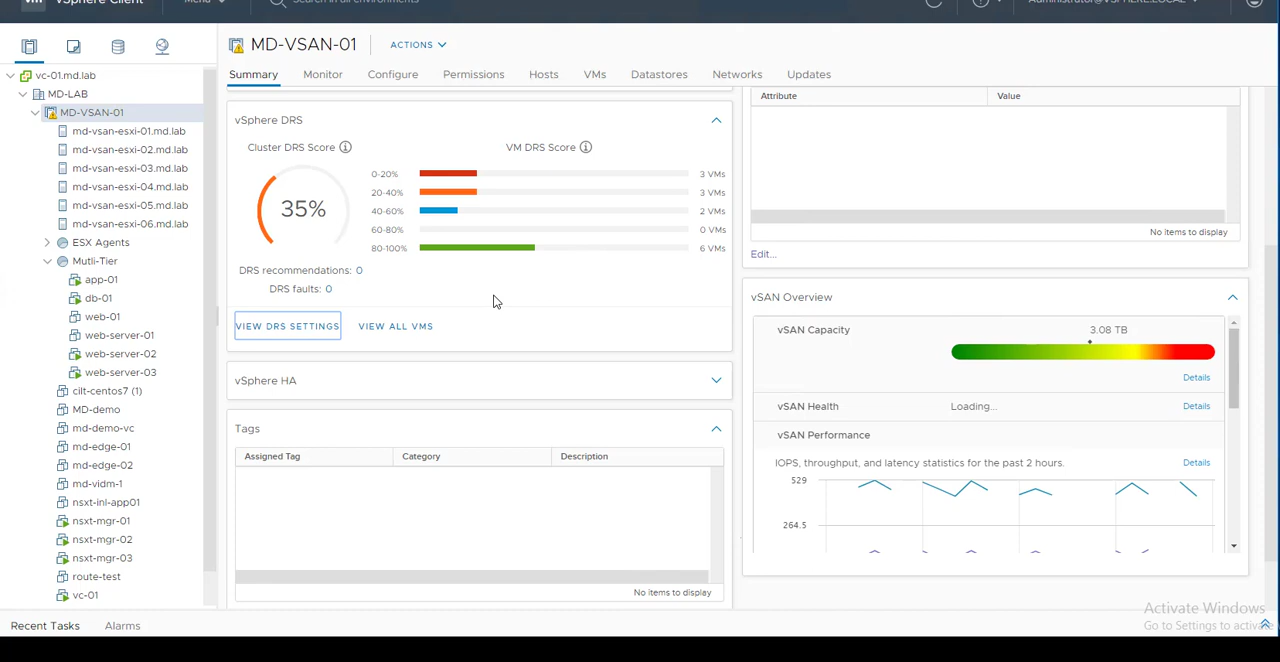 vm vSphere Client Menu Search in all environments Administrator@VSPHERE.LOCAL
MD-VSAN-01 ACTIONS
Summary Monitor Configure Permissions Hosts VMs Datastores Networks Updates
vc-01.md.lab
MD-LAB
MD-VSAN-01
md-vsan-esxi-01.md.lab
md-vsan-esxi-02.md.lab
md-vsan-esxi-03.md.lab
md-vsan-esxi-04.md.lab
md-vsan-esxi-05.md.lab
md-vsan-esxi-06.md.lab
ESX Agents
Mutli-Tier
app-01
db-01
web-01
web-server-01
web-server-02
web-server-03
cilt-centos7 (1)
MD-demo
md-demo-vc
md-edge-01
md-edge-02
md-vidm-1
nsxt-inl-app01
nsxt-mgr-01
nsxt-mgr-02
nsxt-mgr-03
route-test
vc-01
vSphere DRS
Cluster DRS Score VM DRS Score
35%
0-20% 3 VMs
20-40% 3 VMs
40-60% 2 VMs
60-80% 0 VMs
80-100% 6 VMs
DRS recommendations: 0
DRS faults: 0
VIEW DRS SETTINGS VIEW ALL VMS
vSphere HA
Tags
Assigned Tag Category Description
No items to display
Attribute Value
No items to display
Edit...
vSAN Overview
vSAN Capacity 3.08 TB
Details
vSAN Health Loading... Details
vSAN Performance
IOPS, throughput, and latency statistics for the past 2 hours. Details
529
264.5
Activate Windows
Go to Settings to activate
Recent Tasks Alarms